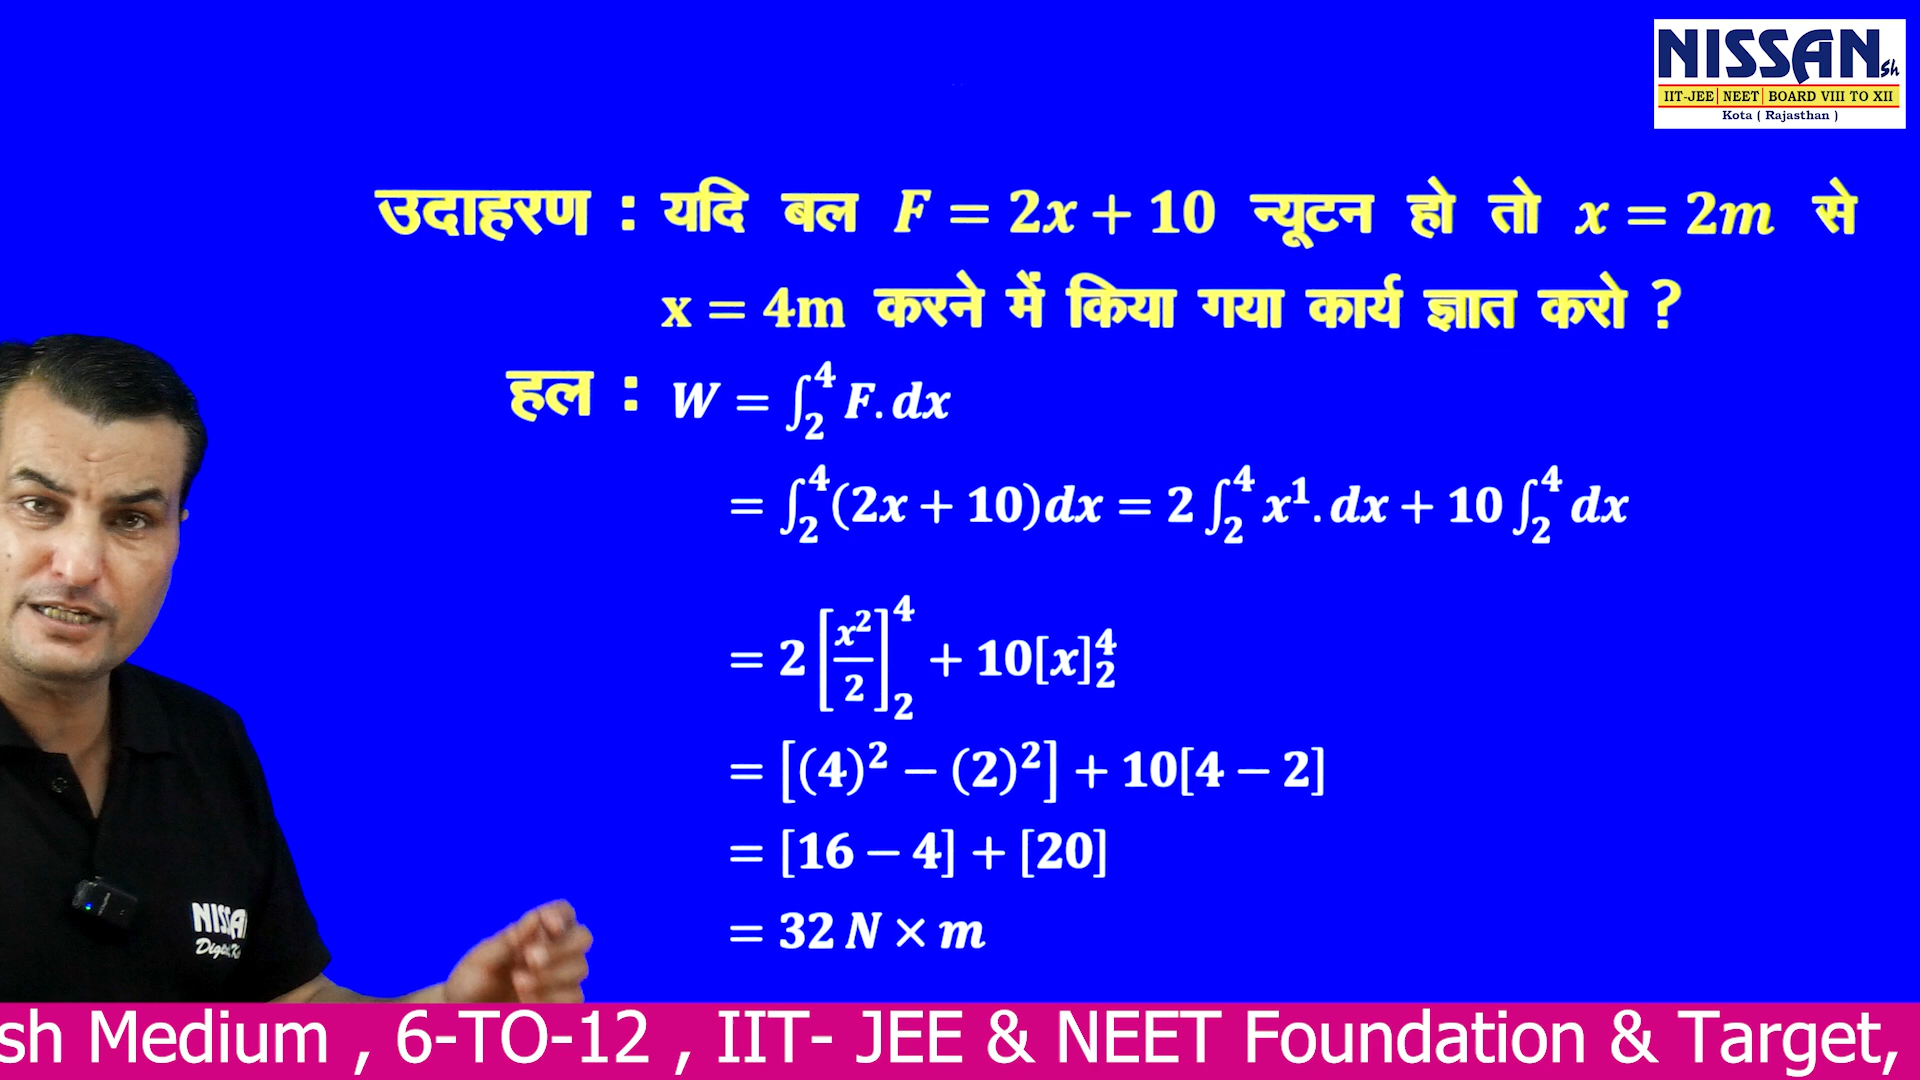 NISSANSh
IIT-JEE | NEET | BOARD VIII TO XII
Kota ( Rajasthan )
उदाहरण : यदि बल F = 2x + 10 न्यूटन हो तो x = 2m से
x = 4m करने में किया गया कार्य ज्ञात करो ?
हल : W = ∫₂⁴ F. dx
= ∫₂⁴(2x + 10)dx = 2 ∫₂⁴ x¹. dx + 10 ∫₂⁴ dx
= 2 [x²/2]₂⁴ + 10[x]₂⁴
= [(4)² − (2)²] + 10[4 − 2]
= [16 − 4] + [20]
= 32 N × m
NISSA
sh Medium , 6-TO-12 , IIT- JEE & NEET Foundation & Target,